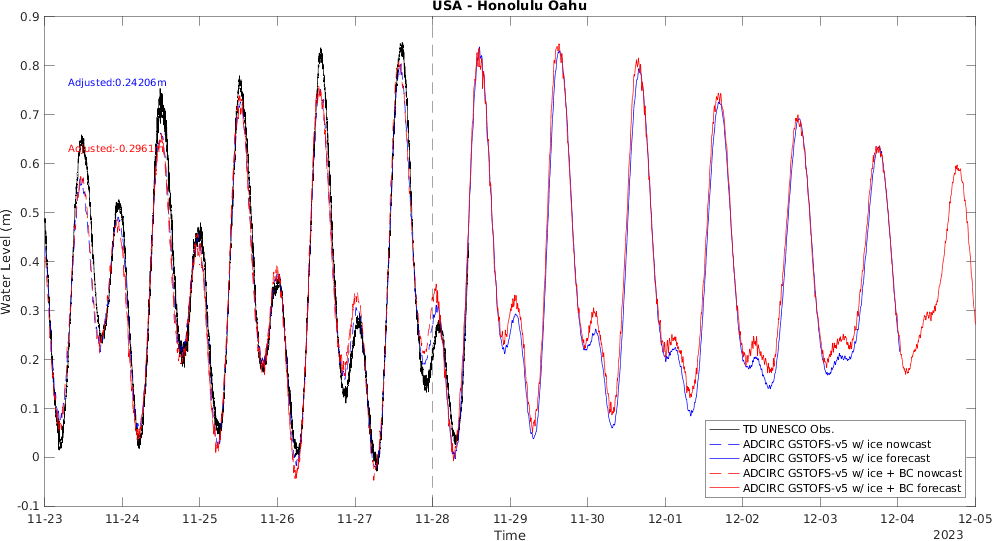 USA - Honolulu Oahu
0.9
0.8
0.7
0.6
0.5
0.4
0.3
0.2
0.1
0
-0.1
Water Level (m)
Adjusted:0.24206m
Adjusted:-0.2961
TD UNESCO Obs.
ADCIRC GSTOFS-v5 w/ ice nowcast
ADCIRC GSTOFS-v5 w/ ice forecast
ADCIRC GSTOFS-v5 w/ ice + BC nowcast
ADCIRC GSTOFS-v5 w/ ice + BC forecast
11-23 11-24 11-25 11-26 11-27 11-28 11-29 11-30 12-01 12-02 12-03 12-04 12-05
Time
2023